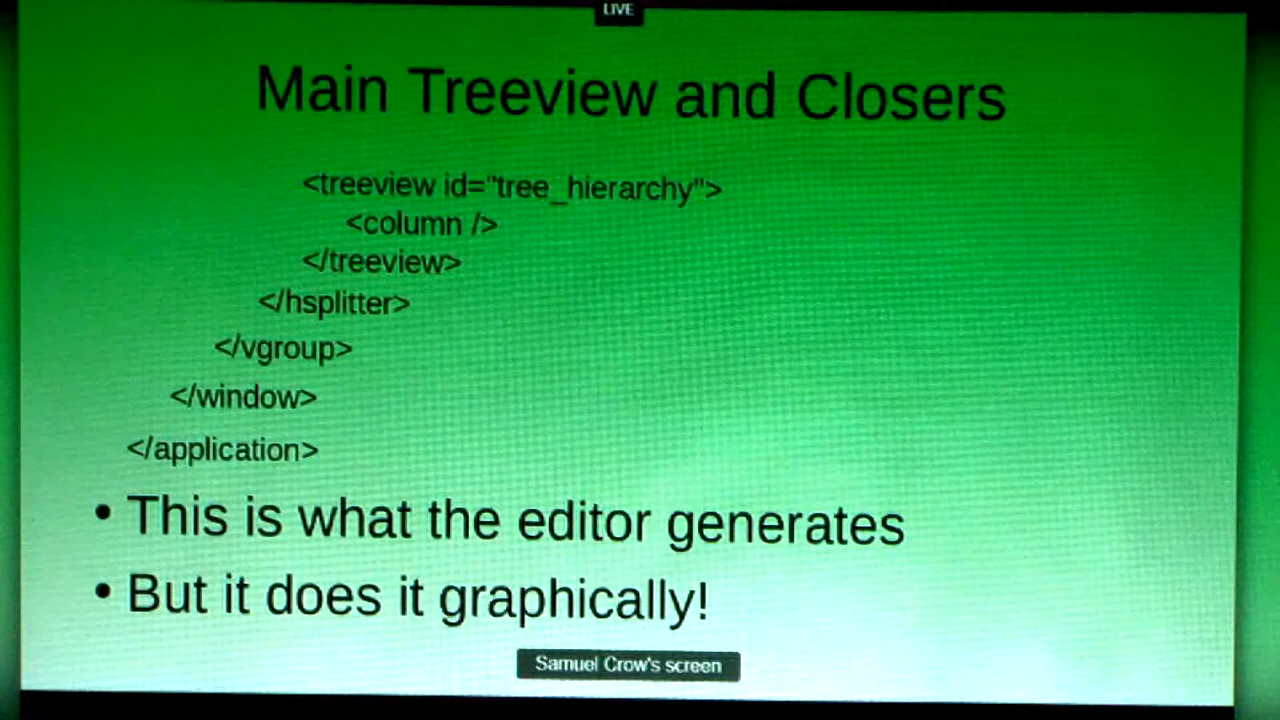 LIVE
Main Treeview and Closers
<treeview id="tree_hierarchy">
<column />
</treeview>
</hsplitter>
</vgroup>
</window>
</application>
• This is what the editor generates
• But it does it graphically!
Samuel Crow's screen